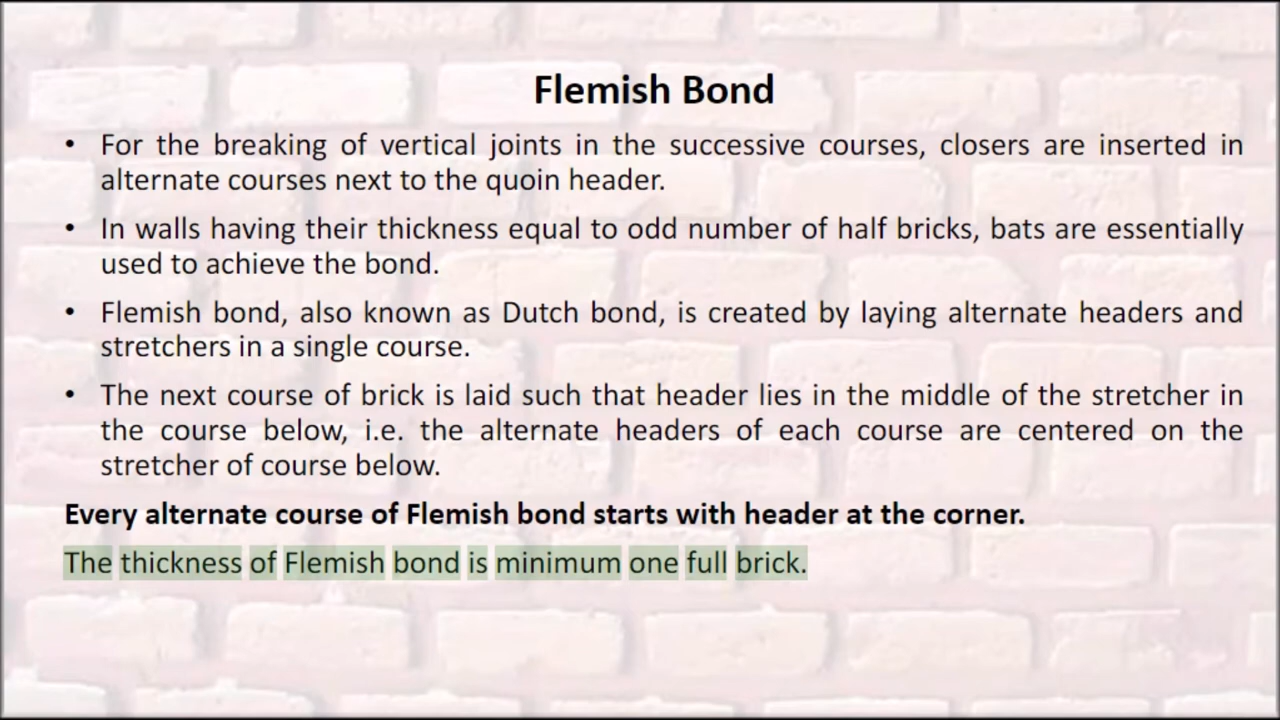 Flemish Bond
• For the breaking of vertical joints in the successive courses, closers are inserted in
alternate courses next to the quoin header.
• In walls having their thickness equal to odd number of half bricks, bats are essentially
used to achieve the bond.
• Flemish bond, also known as Dutch bond, is created by laying alternate headers and
stretchers in a single course.
• The next course of brick is laid such that header lies in the middle of the stretcher in
the course below, i.e. the alternate headers of each course are centered on the
stretcher of course below.
Every alternate course of Flemish bond starts with header at the corner.
The thickness of Flemish bond is minimum one full brick.